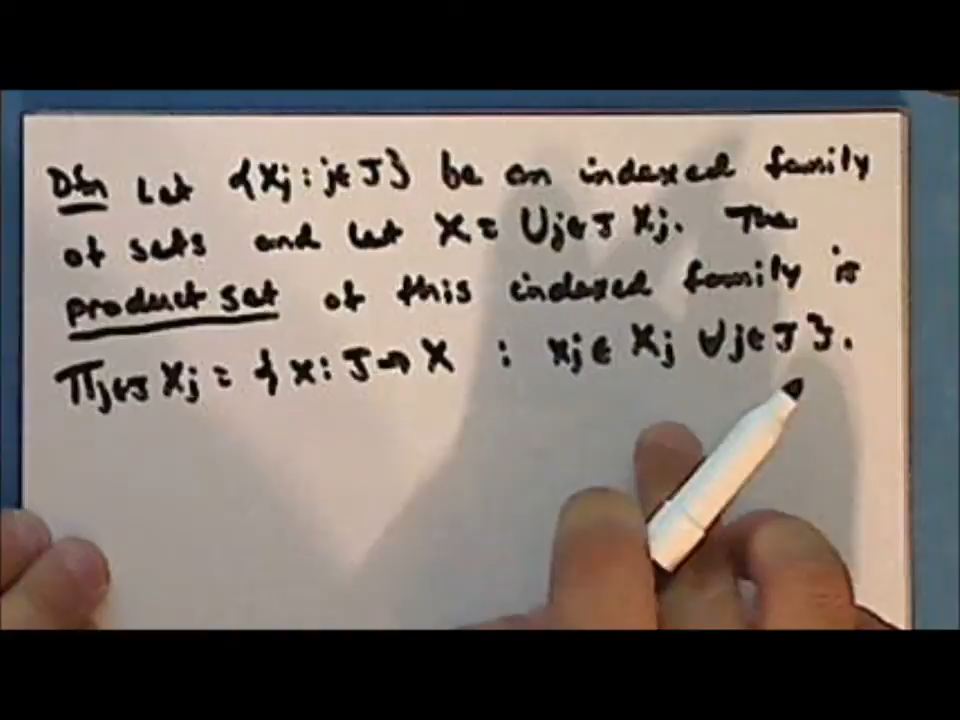 Dfn Let {Xj : j∈J} be an indexed family
of sets and let X = ∪j∈J Xj. The
product set of this indexed family is
∏j∈J Xj = { x : J → X : xj ∈ Xj ∀j∈J }.